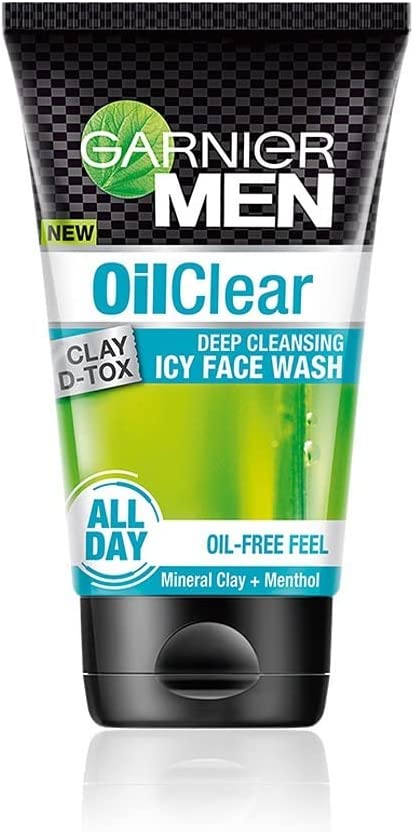 GARNIER
MEN
NEW
OilClear
CLAY
D-TOX
DEEP CLEANSING
ICY FACE WASH
ALL
DAY
OIL-FREE FEEL
Mineral Clay + Menthol